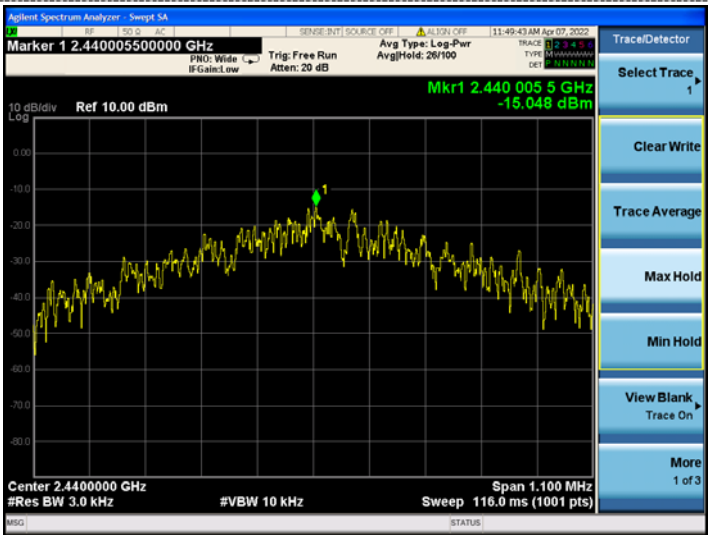 Agilent Spectrum Analyzer - Swept SA
RF 50 Ω AC SENSE:INT SOURCE OFF ALIGN OFF 11:49:43 AM Apr 07, 2022
Marker 1 2.440005500000 GHz
PNO: Wide
IFGain:Low
Trig: Free Run
Atten: 20 dB
Avg Type: Log-Pwr
Avg|Hold: 26/100
TRACE 1 2 3 4 5 6
TYPE M WWWWW
DET P N N N N N
Mkr1 2.440 005 5 GHz
-15.048 dBm
10 dB/div Ref 10.00 dBm
Log
0.00
-10.0
-20.0
-30.0
-40.0
-50.0
-60.0
-70.0
-80.0
1
Center 2.4400000 GHz Span 1.100 MHz
#Res BW 3.0 kHz #VBW 10 kHz Sweep 116.0 ms (1001 pts)
MSG STATUS
Trace/Detector
Select Trace
1
Clear Write
Trace Average
Max Hold
Min Hold
View Blank
Trace On
More
1 of 3